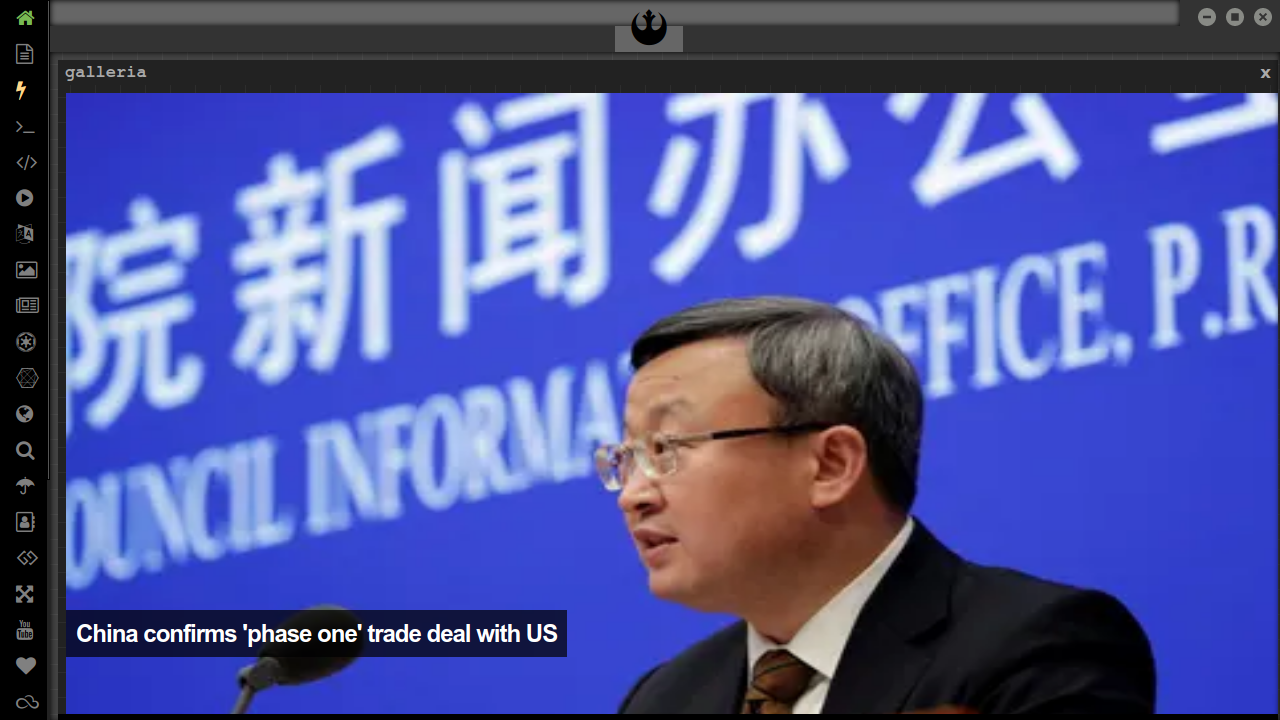 galleria
x
院新闻办公室
OUNCIL INFORMA OFFICE, P.R
China confirms 'phase one' trade deal with US
You
Tube